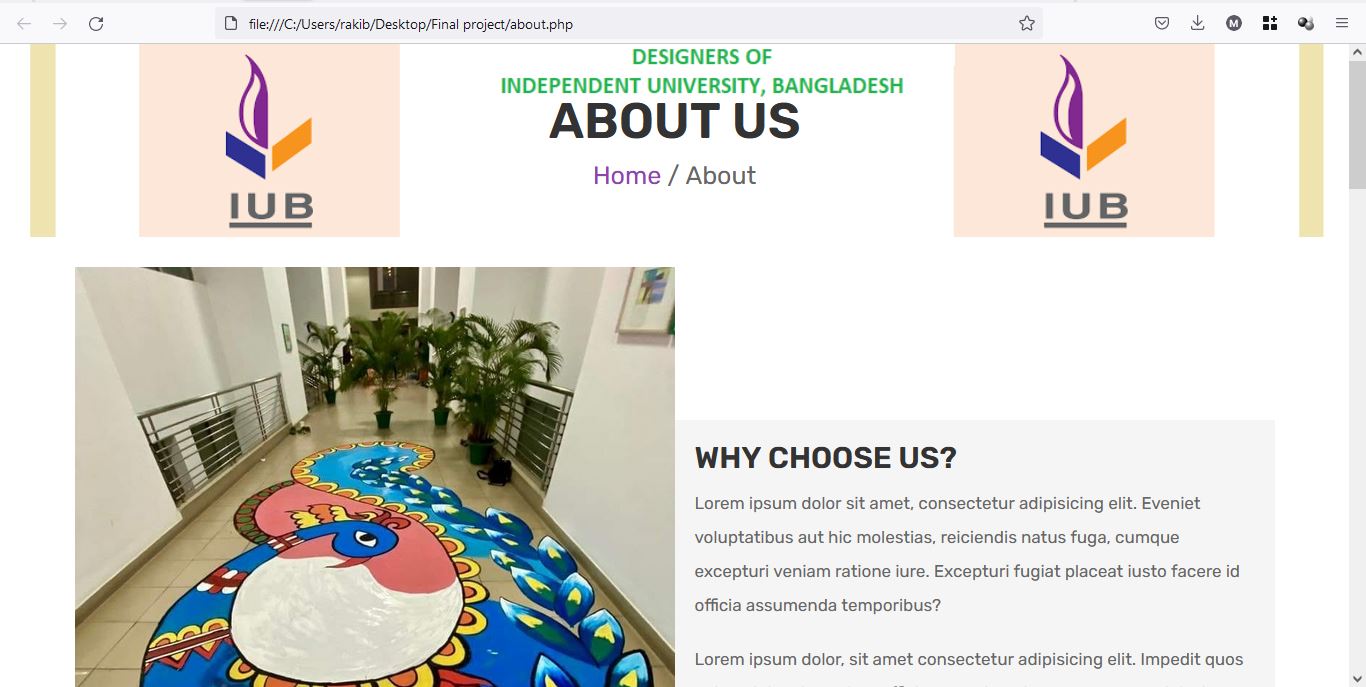 file:///C:/Users/rakib/Desktop/Final project/about.php
M
DESIGNERS OF
INDEPENDENT UNIVERSITY, BANGLADESH
ABOUT US
Home / About
IUB
IUB
WHY CHOOSE US?
Lorem ipsum dolor sit amet, consectetur adipisicing elit. Eveniet
voluptatibus aut hic molestias, reiciendis natus fuga, cumque
excepturi veniam ratione iure. Excepturi fugiat placeat iusto facere id
officia assumenda temporibus?
Lorem ipsum dolor, sit amet consectetur adipisicing elit. Impedit quos